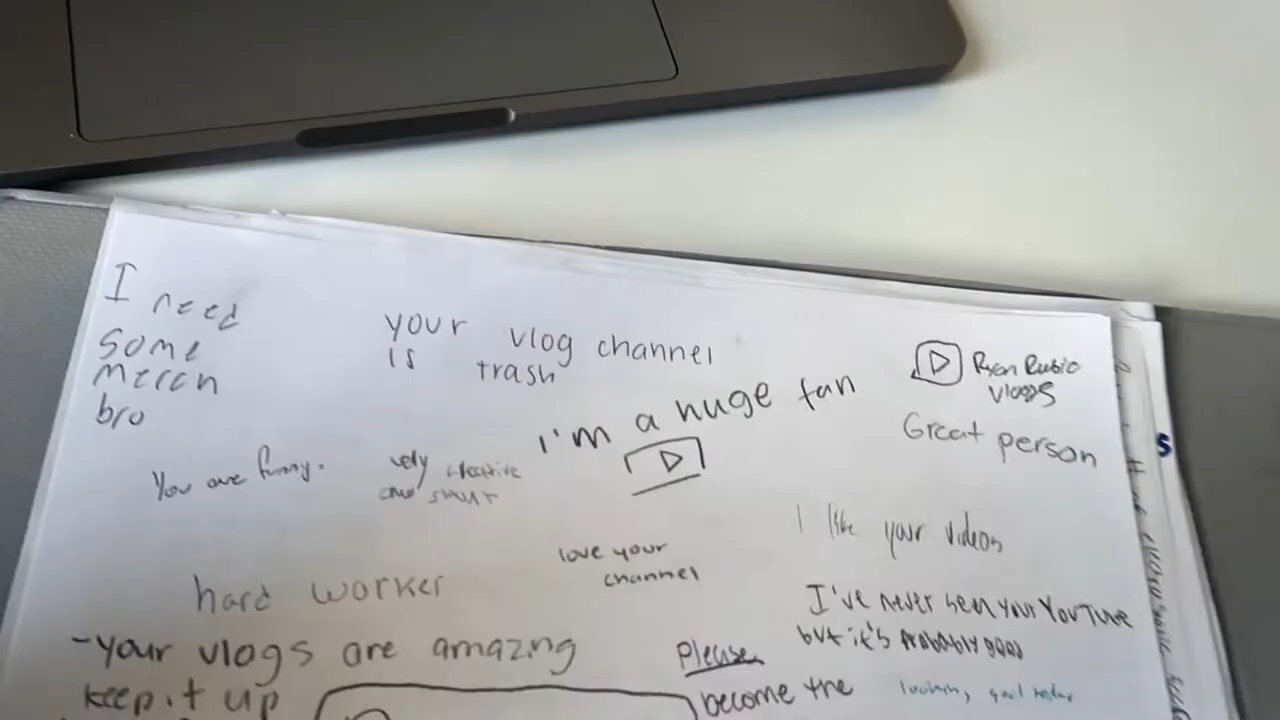 I need
some
merch
bro
your vlog channel
is trash
i'm a huge fan
Ryan Rubio
vlogs
Great person
You are funny.
very creative
and smart
I like your videos
love your
channel
hard worker
I've never seen your YouTube
but it's probably good
-your vlogs are amazing
keep it up
Please
become the
good
S